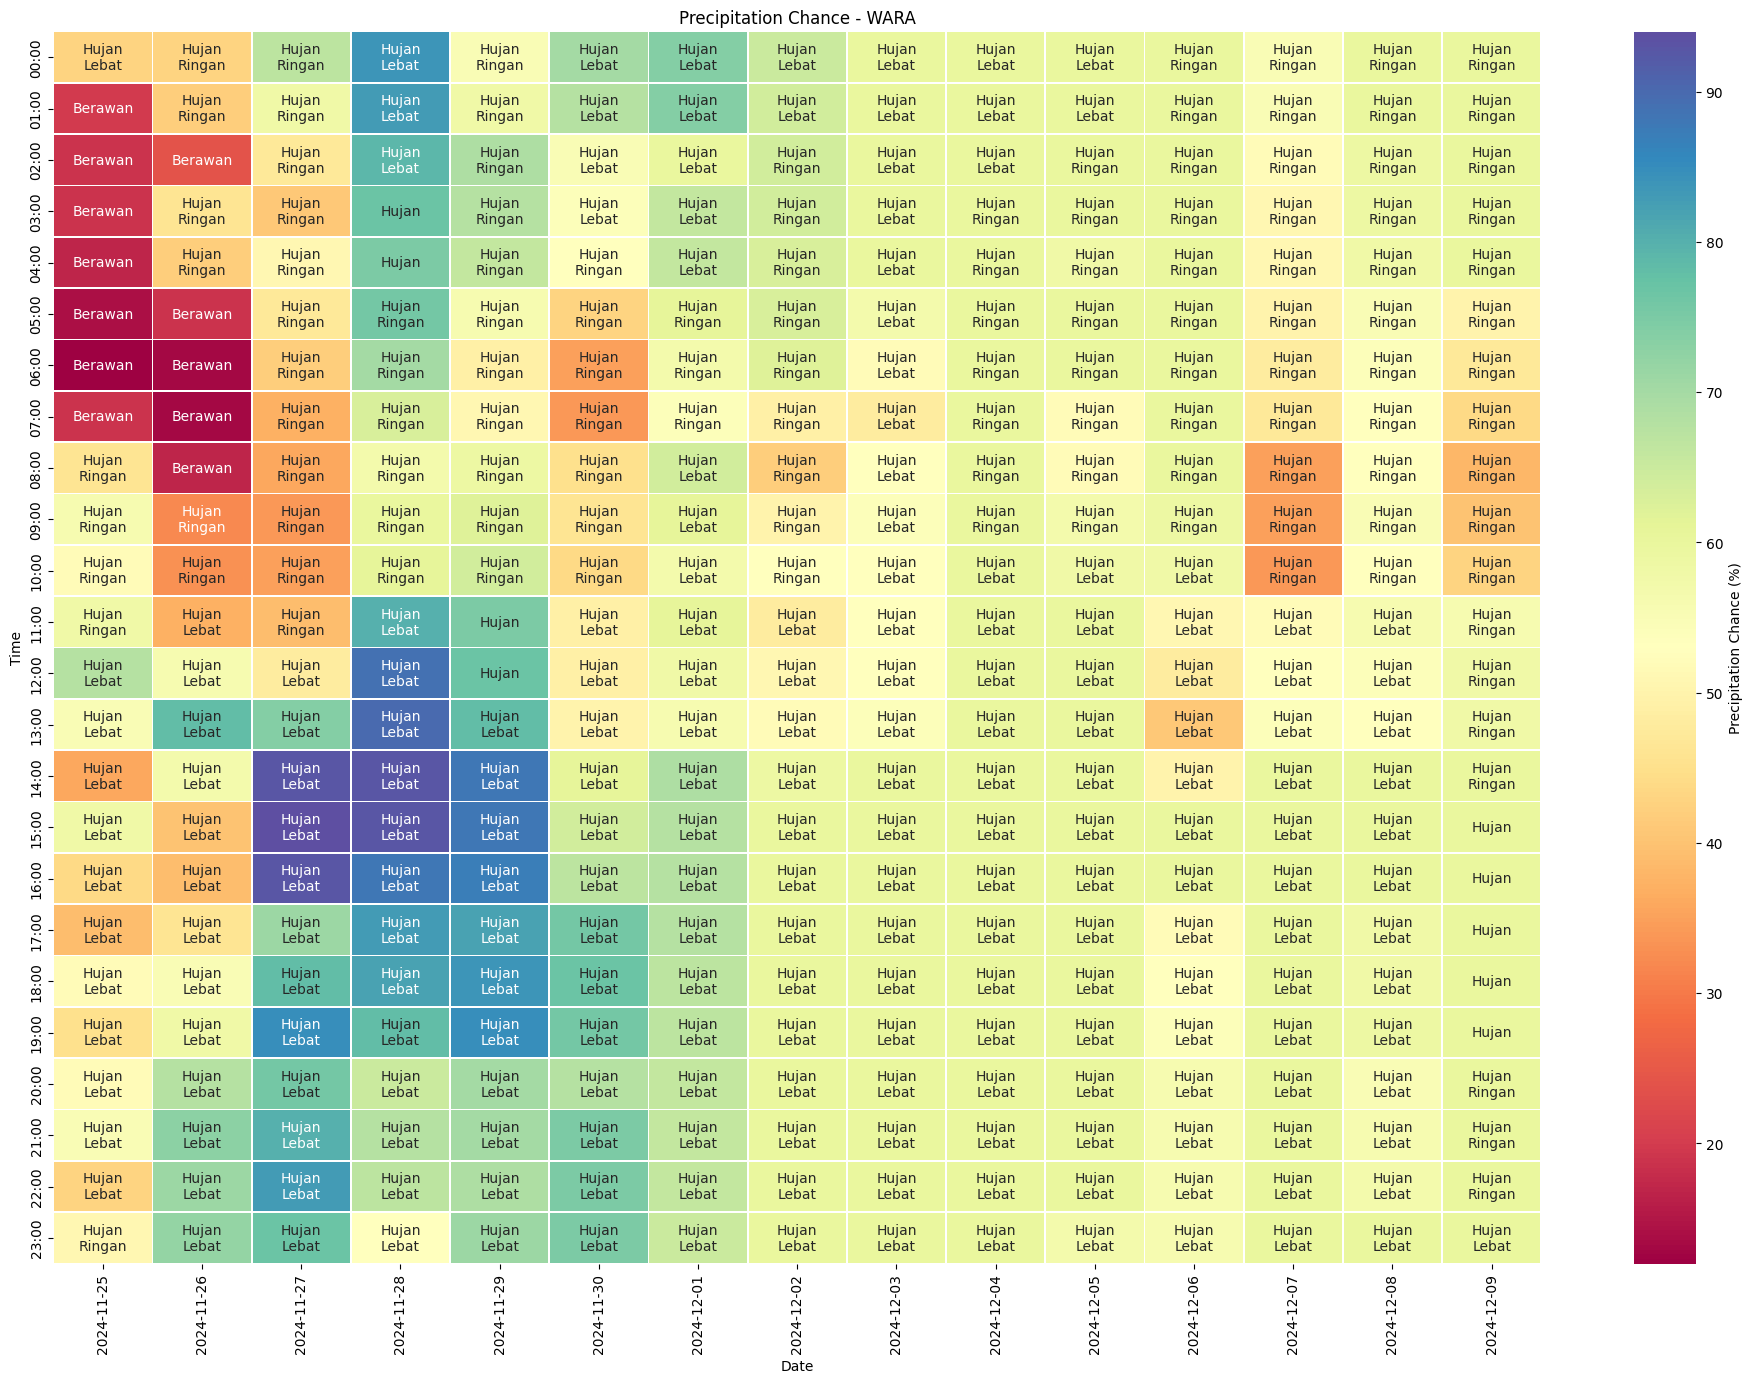 Precipitation Chance - WARA
00:00 Hujan Lebat Hujan Ringan Hujan Ringan Hujan Lebat Hujan Ringan Hujan Lebat Hujan Lebat Hujan Lebat Hujan Lebat Hujan Lebat Hujan Lebat Hujan Ringan Hujan Ringan Hujan Ringan Hujan Ringan
01:00 Berawan Hujan Ringan Hujan Ringan Hujan Lebat Hujan Ringan Hujan Lebat Hujan Lebat Hujan Lebat Hujan Lebat Hujan Lebat Hujan Lebat Hujan Ringan Hujan Ringan Hujan Ringan Hujan Ringan
02:00 Berawan Berawan Hujan Ringan Hujan Lebat Hujan Ringan Hujan Lebat Hujan Lebat Hujan Ringan Hujan Lebat Hujan Lebat Hujan Ringan Hujan Ringan Hujan Ringan Hujan Ringan Hujan Ringan
03:00 Berawan Hujan Ringan Hujan Ringan Hujan Hujan Ringan Hujan Lebat Hujan Lebat Hujan Ringan Hujan Lebat Hujan Ringan Hujan Ringan Hujan Ringan Hujan Ringan Hujan Ringan Hujan Ringan
04:00 Berawan Hujan Ringan Hujan Ringan Hujan Hujan Ringan Hujan Ringan Hujan Lebat Hujan Ringan Hujan Lebat Hujan Ringan Hujan Ringan Hujan Ringan Hujan Ringan Hujan Ringan Hujan Ringan
05:00 Berawan Berawan Hujan Ringan Hujan Ringan Hujan Ringan Hujan Ringan Hujan Ringan Hujan Ringan Hujan Lebat Hujan Ringan Hujan Ringan Hujan Ringan Hujan Ringan Hujan Ringan Hujan Ringan
06:00 Berawan Berawan Hujan Ringan Hujan Ringan Hujan Ringan Hujan Ringan Hujan Ringan Hujan Ringan Hujan Lebat Hujan Ringan Hujan Ringan Hujan Ringan Hujan Ringan Hujan Ringan Hujan Ringan
07:00 Berawan Berawan Hujan Ringan Hujan Ringan Hujan Ringan Hujan Ringan Hujan Ringan Hujan Ringan Hujan Lebat Hujan Ringan Hujan Ringan Hujan Ringan Hujan Ringan Hujan Ringan Hujan Ringan
08:00 Hujan Ringan Berawan Hujan Ringan Hujan Ringan Hujan Ringan Hujan Ringan Hujan Lebat Hujan Ringan Hujan Lebat Hujan Ringan Hujan Ringan Hujan Ringan Hujan Ringan Hujan Ringan Hujan Ringan
09:00 Hujan Ringan Hujan Ringan Hujan Ringan Hujan Ringan Hujan Ringan Hujan Ringan Hujan Lebat Hujan Ringan Hujan Lebat Hujan Ringan Hujan Ringan Hujan Ringan Hujan Ringan Hujan Ringan Hujan Ringan
10:00 Hujan Ringan Hujan Ringan Hujan Ringan Hujan Ringan Hujan Ringan Hujan Ringan Hujan Lebat Hujan Ringan Hujan Lebat Hujan Lebat Hujan Lebat Hujan Lebat Hujan Ringan Hujan Ringan Hujan Ringan
11:00 Hujan Ringan Hujan Lebat Hujan Ringan Hujan Lebat Hujan Hujan Lebat Hujan Lebat Hujan Lebat Hujan Lebat Hujan Lebat Hujan Lebat Hujan Lebat Hujan Lebat Hujan Lebat Hujan Ringan
12:00 Hujan Lebat Hujan Lebat Hujan Lebat Hujan Lebat Hujan Hujan Lebat Hujan Lebat Hujan Lebat Hujan Lebat Hujan Lebat Hujan Lebat Hujan Lebat Hujan Lebat Hujan Lebat Hujan Ringan
13:00 Hujan Lebat Hujan Lebat Hujan Lebat Hujan Lebat Hujan Lebat Hujan Lebat Hujan Lebat Hujan Lebat Hujan Lebat Hujan Lebat Hujan Lebat Hujan Lebat Hujan Lebat Hujan Lebat Hujan Ringan
14:00 Hujan Lebat Hujan Lebat Hujan Lebat Hujan Lebat Hujan Lebat Hujan Lebat Hujan Lebat Hujan Lebat Hujan Lebat Hujan Lebat Hujan Lebat Hujan Lebat Hujan Lebat Hujan Lebat Hujan Ringan
15:00 Hujan Lebat Hujan Lebat Hujan Lebat Hujan Lebat Hujan Lebat Hujan Lebat Hujan Lebat Hujan Lebat Hujan Lebat Hujan Lebat Hujan Lebat Hujan Lebat Hujan Lebat Hujan Lebat Hujan
16:00 Hujan Lebat Hujan Lebat Hujan Lebat Hujan Lebat Hujan Lebat Hujan Lebat Hujan Lebat Hujan Lebat Hujan Lebat Hujan Lebat Hujan Lebat Hujan Lebat Hujan Lebat Hujan Lebat Hujan
17:00 Hujan Lebat Hujan Lebat Hujan Lebat Hujan Lebat Hujan Lebat Hujan Lebat Hujan Lebat Hujan Lebat Hujan Lebat Hujan Lebat Hujan Lebat Hujan Lebat Hujan Lebat Hujan Lebat Hujan
18:00 Hujan Lebat Hujan Lebat Hujan Lebat Hujan Lebat Hujan Lebat Hujan Lebat Hujan Lebat Hujan Lebat Hujan Lebat Hujan Lebat Hujan Lebat Hujan Lebat Hujan Lebat Hujan Lebat Hujan
19:00 Hujan Lebat Hujan Lebat Hujan Lebat Hujan Lebat Hujan Lebat Hujan Lebat Hujan Lebat Hujan Lebat Hujan Lebat Hujan Lebat Hujan Lebat Hujan Lebat Hujan Lebat Hujan Lebat Hujan
20:00 Hujan Lebat Hujan Lebat Hujan Lebat Hujan Lebat Hujan Lebat Hujan Lebat Hujan Lebat Hujan Lebat Hujan Lebat Hujan Lebat Hujan Lebat Hujan Lebat Hujan Lebat Hujan Lebat Hujan Ringan
21:00 Hujan Lebat Hujan Lebat Hujan Lebat Hujan Lebat Hujan Lebat Hujan Lebat Hujan Lebat Hujan Lebat Hujan Lebat Hujan Lebat Hujan Lebat Hujan Lebat Hujan Lebat Hujan Lebat Hujan Ringan
22:00 Hujan Lebat Hujan Lebat Hujan Lebat Hujan Lebat Hujan Lebat Hujan Lebat Hujan Lebat Hujan Lebat Hujan Lebat Hujan Lebat Hujan Lebat Hujan Lebat Hujan Lebat Hujan Lebat Hujan Ringan
23:00 Hujan Ringan Hujan Lebat Hujan Lebat Hujan Lebat Hujan Lebat Hujan Lebat Hujan Lebat Hujan Lebat Hujan Lebat Hujan Lebat Hujan Lebat Hujan Lebat Hujan Lebat Hujan Lebat Hujan Lebat
Time
2024-11-25 2024-11-26 2024-11-27 2024-11-28 2024-11-29 2024-11-30 2024-12-01 2024-12-02 2024-12-03 2024-12-04 2024-12-05 2024-12-06 2024-12-07 2024-12-08 2024-12-09
Date
90
80
70
60
50
40
30
20
Precipitation Chance (%)